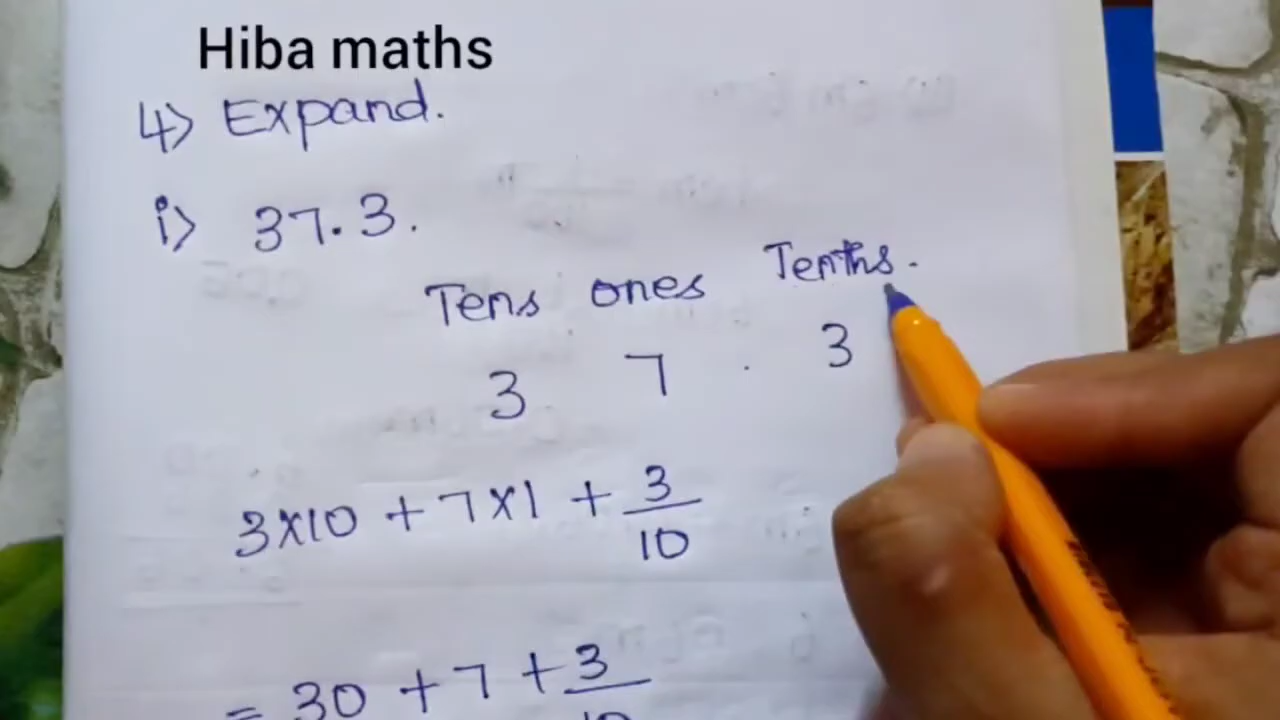 Hiba maths
4) Expand.
i) 37.3.
Tens ones Tenths.
3 7 . 3
3x10 + 7x1 + 3/10
= 30 + 7 + 3/10